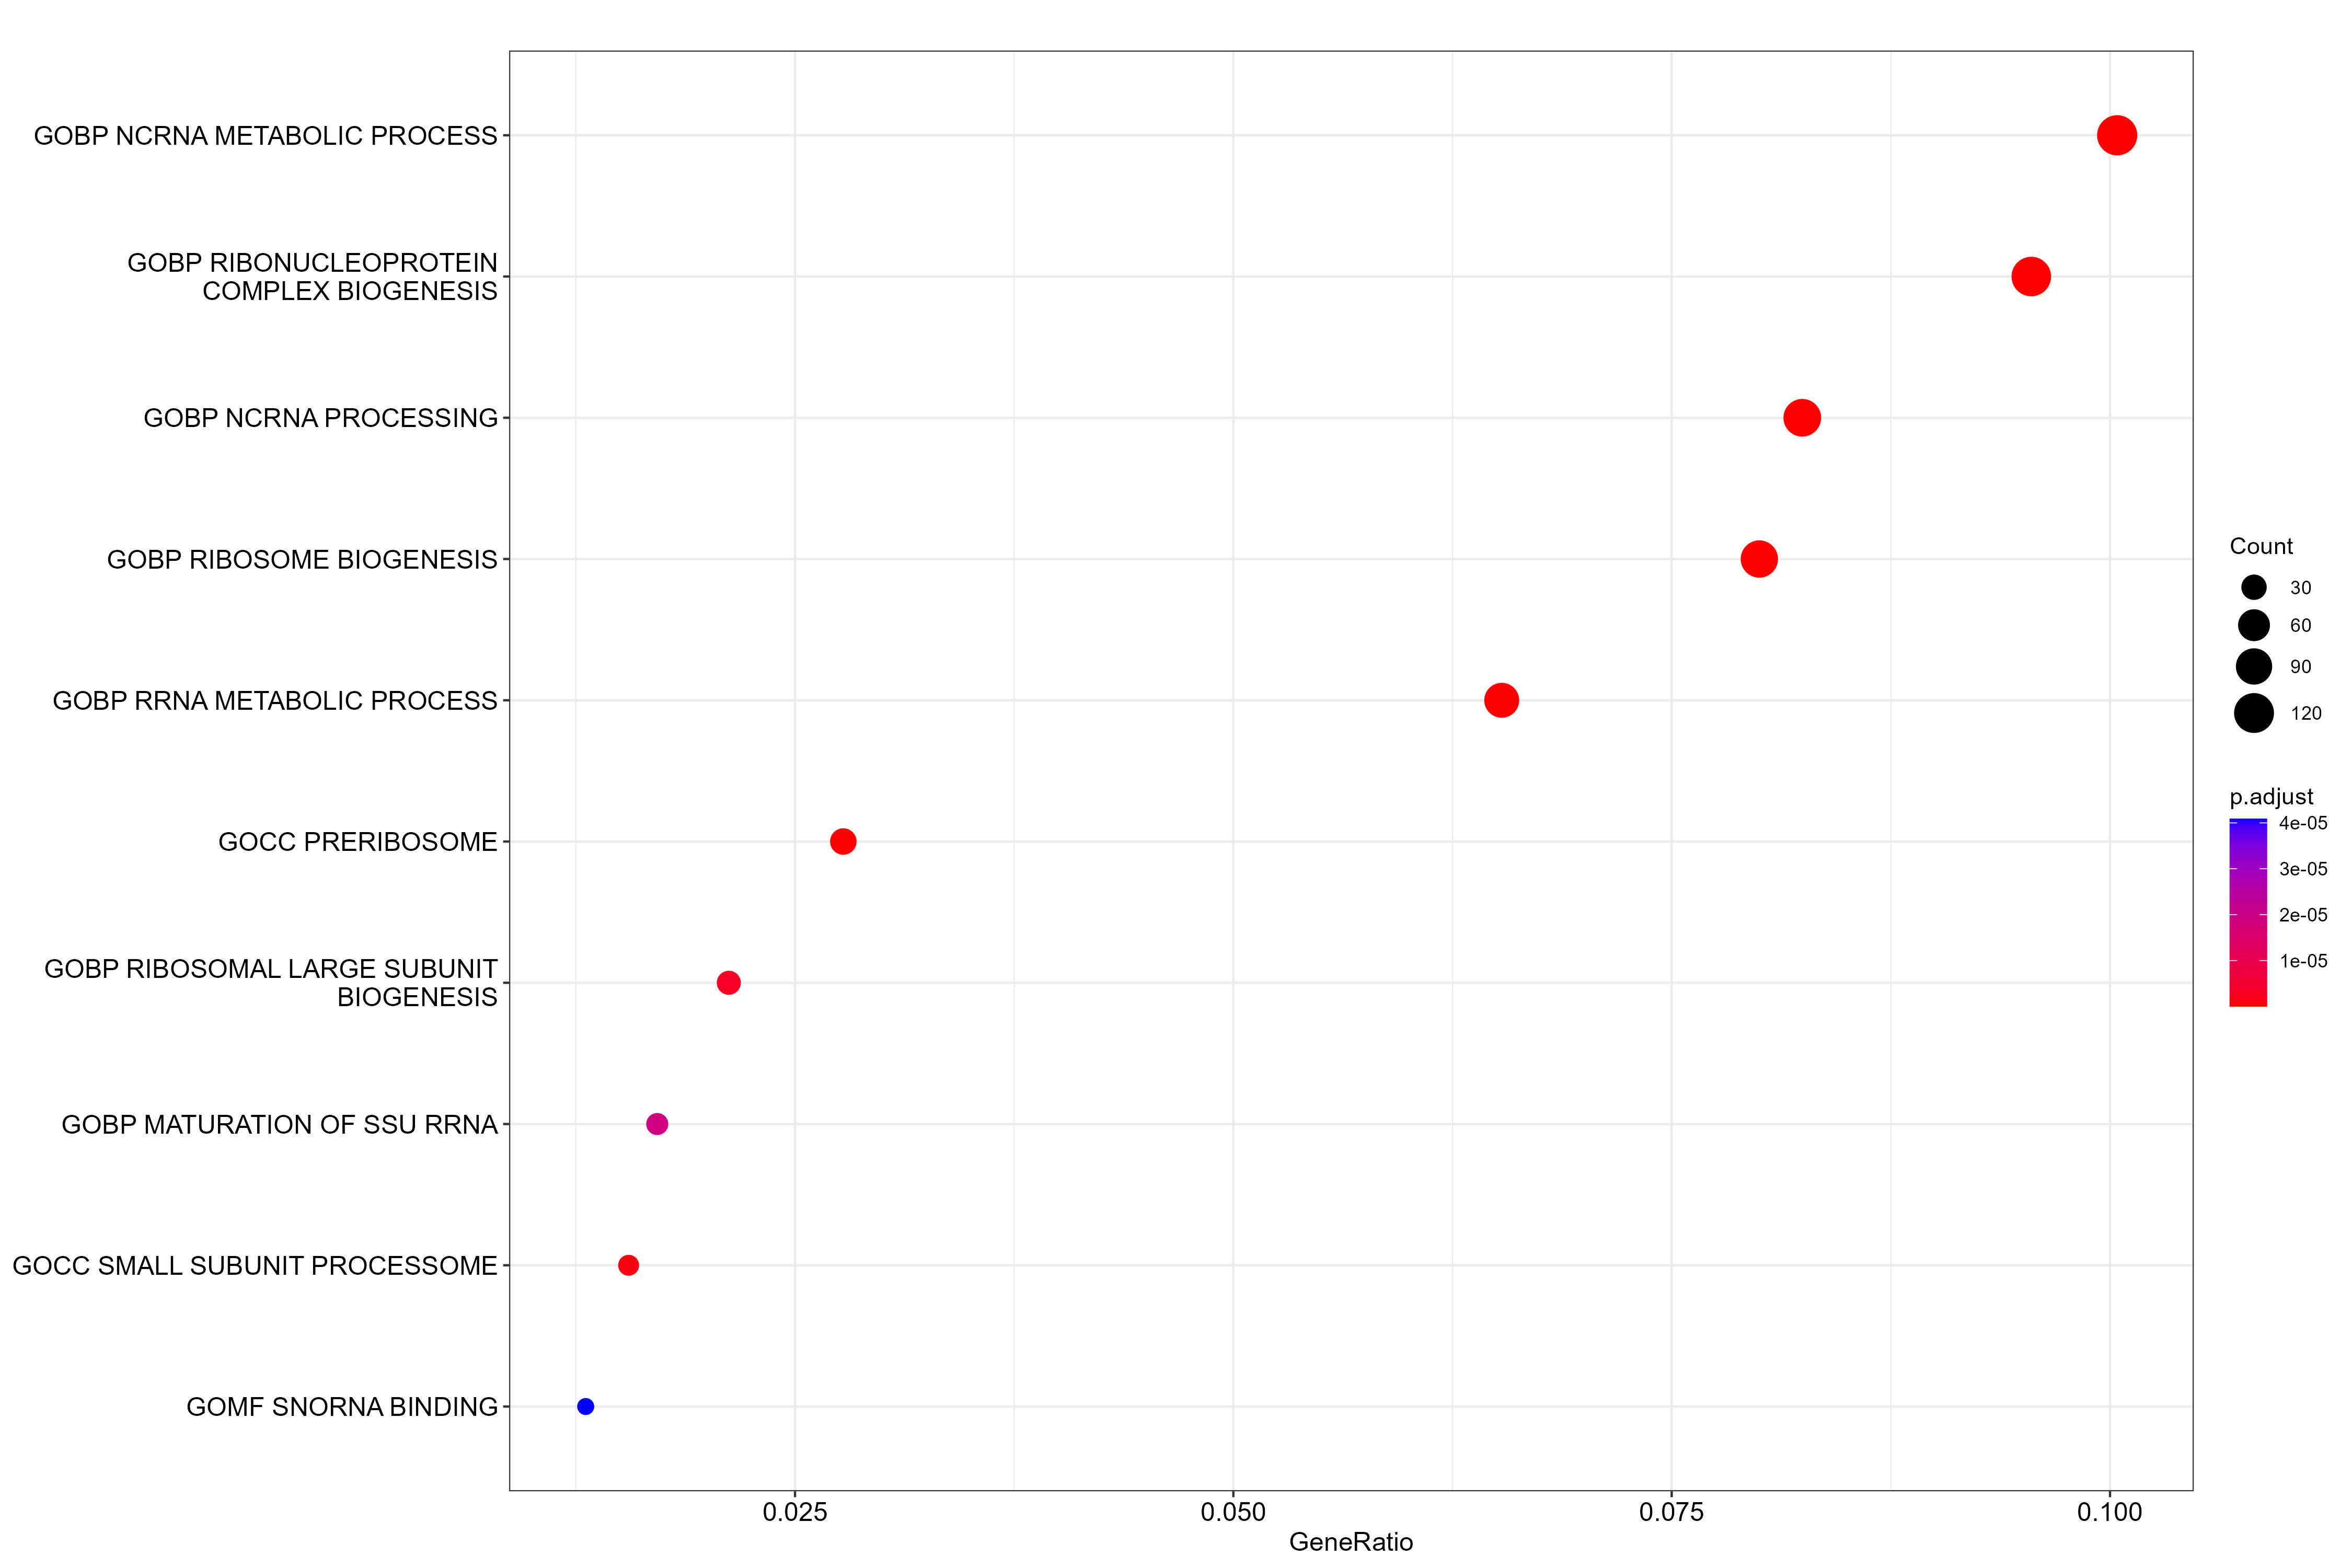 GOBP NCRNA METABOLIC PROCESS
GOBP RIBONUCLEOPROTEIN
COMPLEX BIOGENESIS
GOBP NCRNA PROCESSING
GOBP RIBOSOME BIOGENESIS
GOBP RRNA METABOLIC PROCESS
GOCC PRERIBOSOME
GOBP RIBOSOMAL LARGE SUBUNIT
BIOGENESIS
GOBP MATURATION OF SSU RRNA
GOCC SMALL SUBUNIT PROCESSOME
GOMF SNORNA BINDING
0.025 0.050 0.075 0.100
GeneRatio
Count
30
60
90
120
p.adjust
4e-05
3e-05
2e-05
1e-05